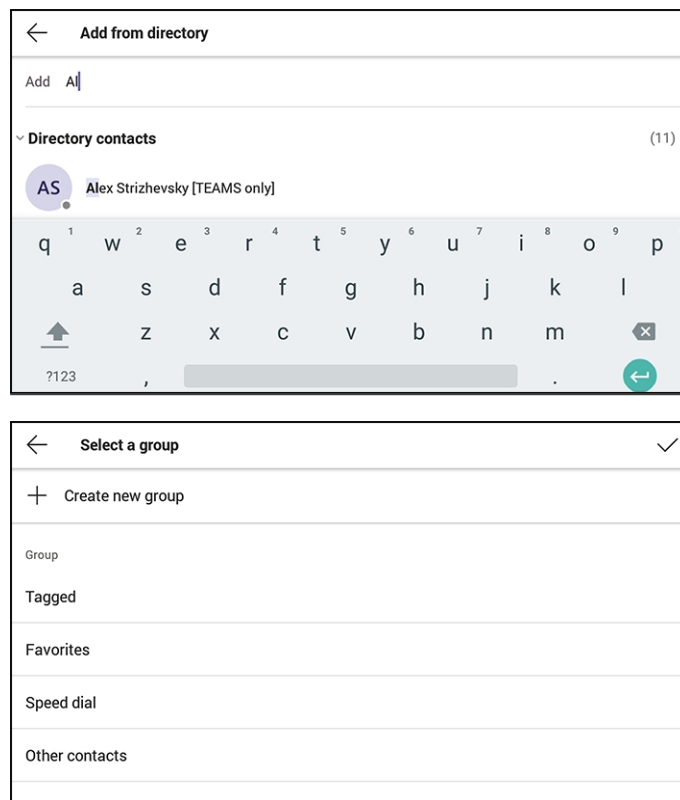 Add from directory
Add Al
Directory contacts (11)
AS Alex Strizhevsky [TEAMS only]
q 1 w 2 e 3 r 4 t 5 y 6 u 7 i 8 o 9 p
a s d f g h j k l
z x c v b n m
?123 , .
Select a group
Create new group
Group
Tagged
Favorites
Speed dial
Other contacts